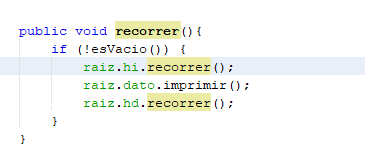 public void recorrer(){
if (!esVacio()) {
raiz.hi.recorrer();
raiz.dato.imprimir();
raiz.hd.recorrer();
}
}